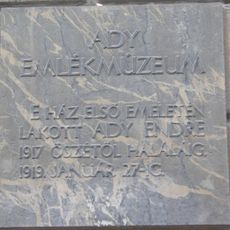 ADY
EMLÉKMÚZEUM
E HÁZ ELSŐ EMELETÉN
LAKOTT ADY ENDRE
1917 ŐSZÉTŐL HALÁLÁIG,
1919. JANUÁR 27-IG.